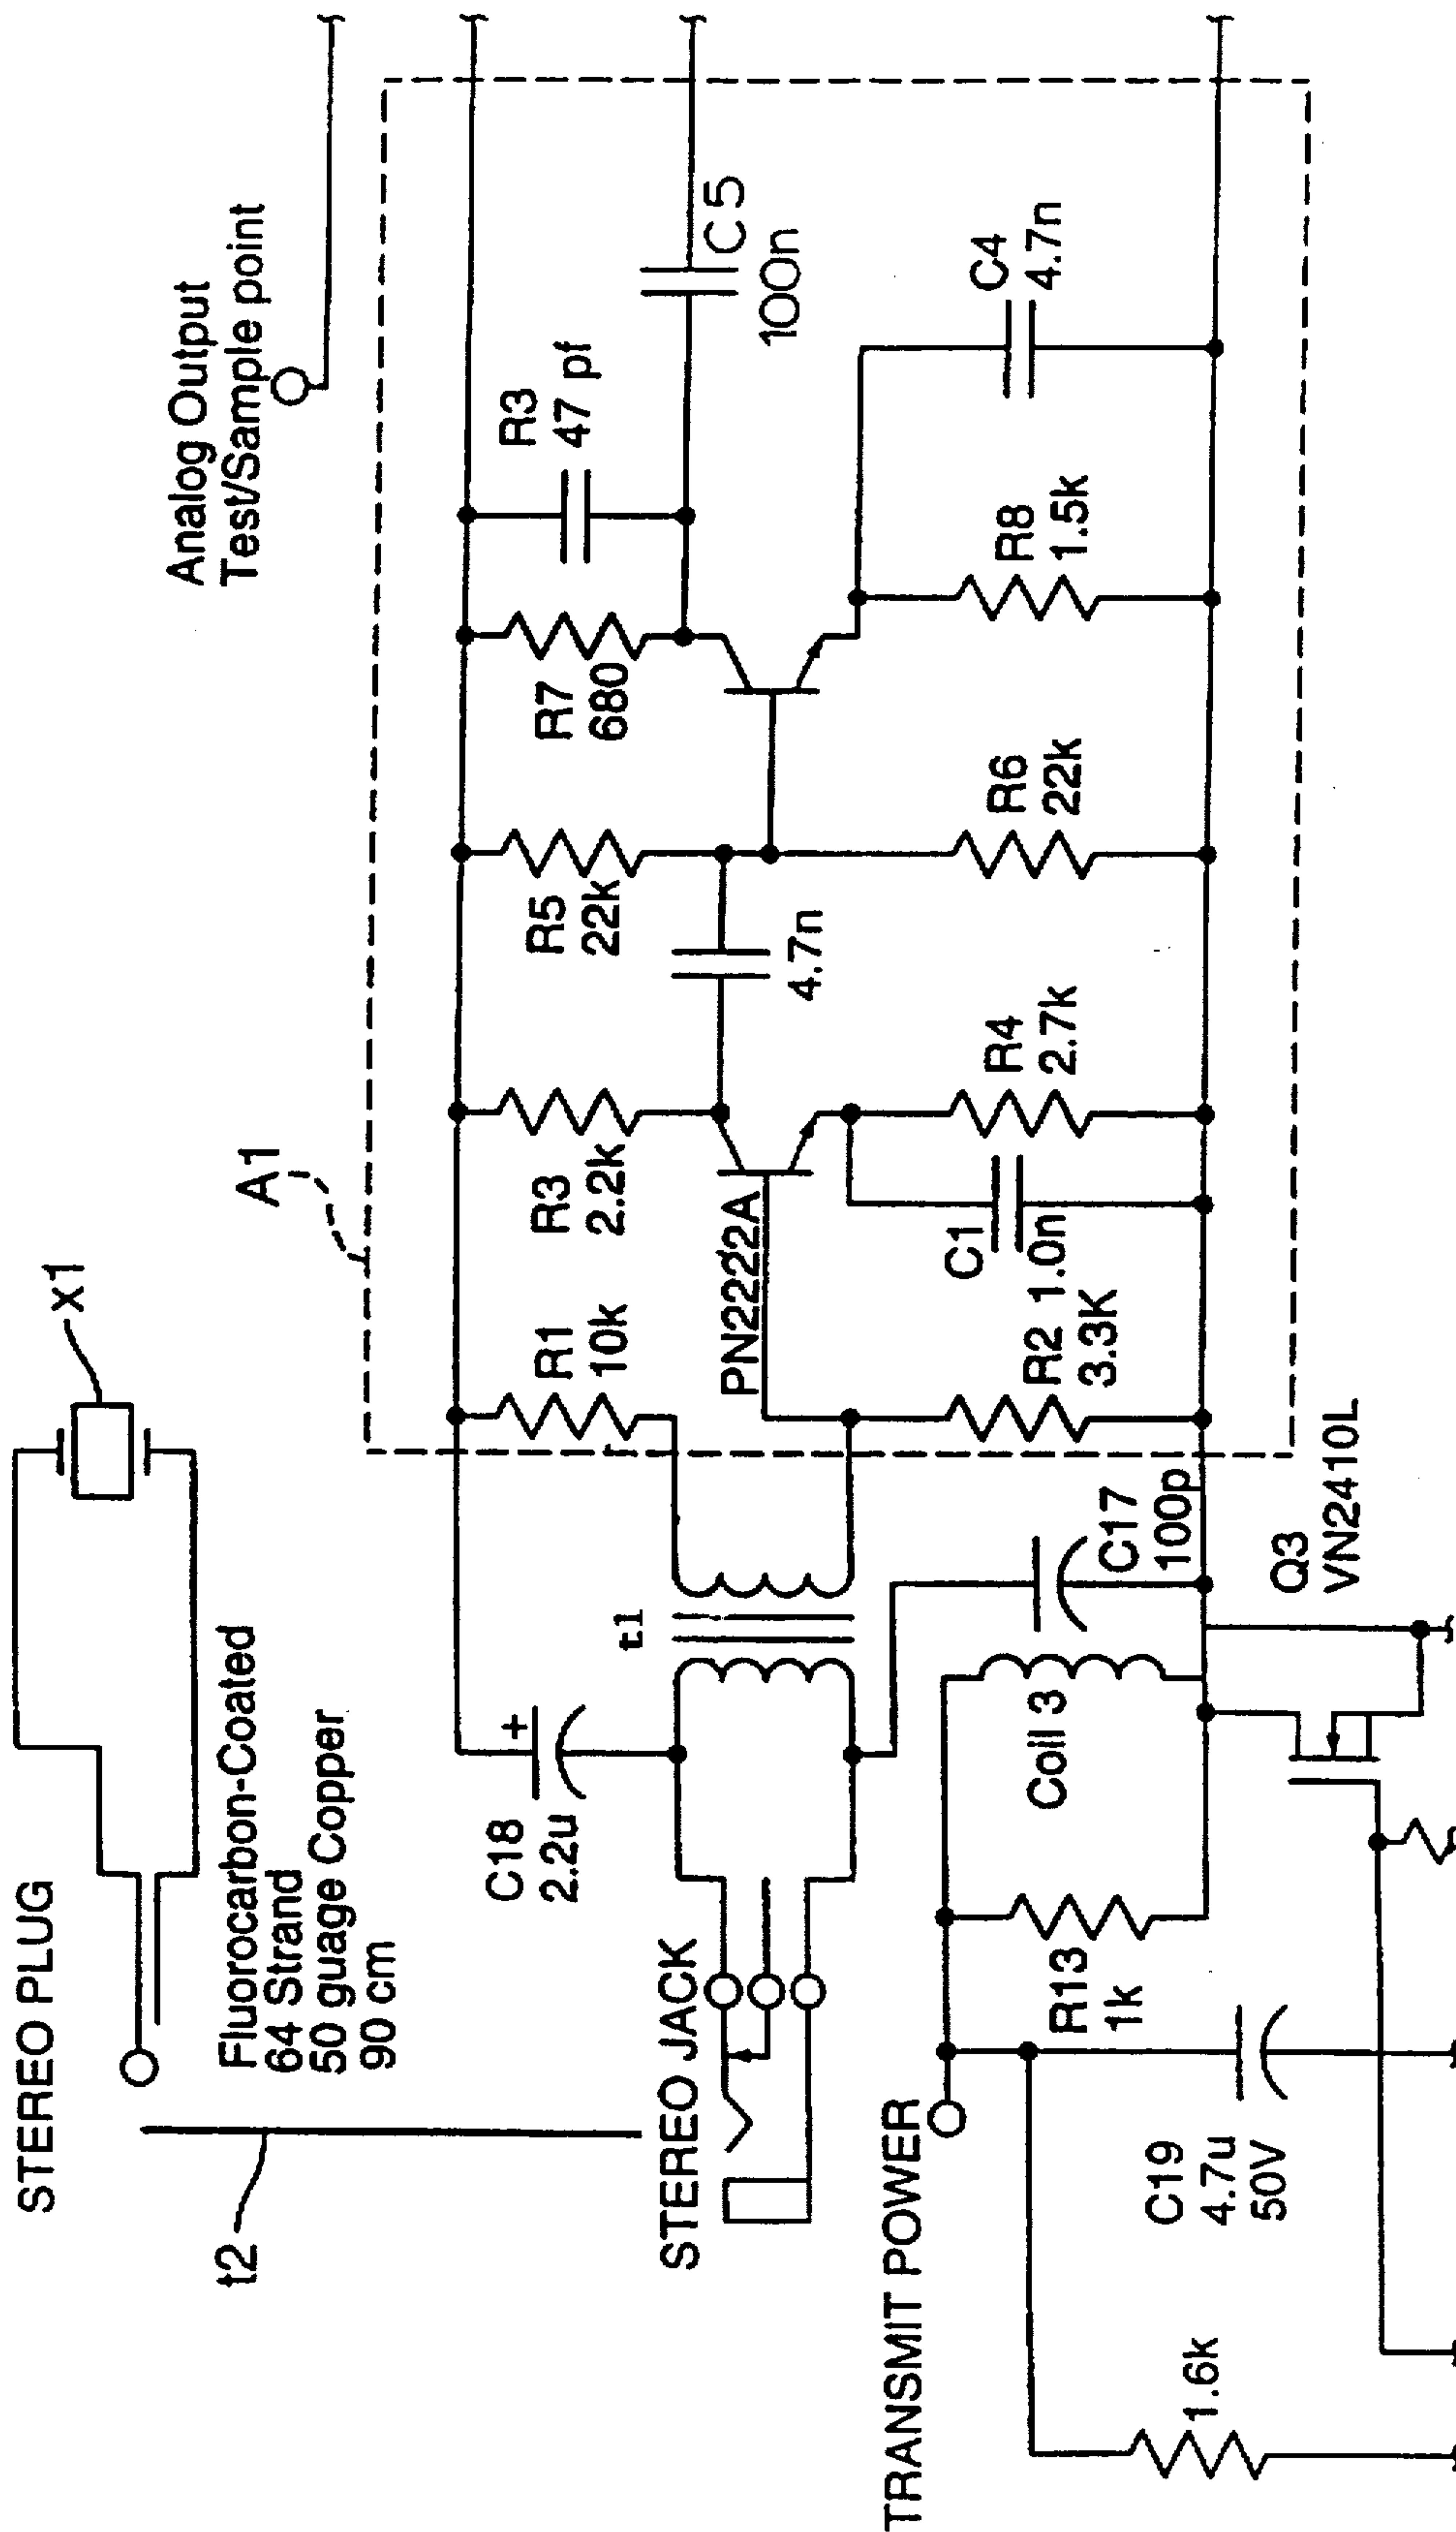 STEREO PLUG
x1
Fluorocarbon-Coated
64 Strand
50 guage Copper
90 cm
t2
A1
Analog Output
Test/Sample point
C18
2.2u
+
t1
R1
10k
R3
2.2k
R5
22k
R7
680
R3
47 pf
C5
100n
STEREO JACK
PN2222A
4.7n
C1
1.0n
R2
3.3K
R4
2.7k
R6
22k
R8
1.5k
C4
4.7n
TRANSMIT POWER
R13
1k
Coil 3
C17
100p
C19
4.7u
50V
1.6k
Q3
VN2410L